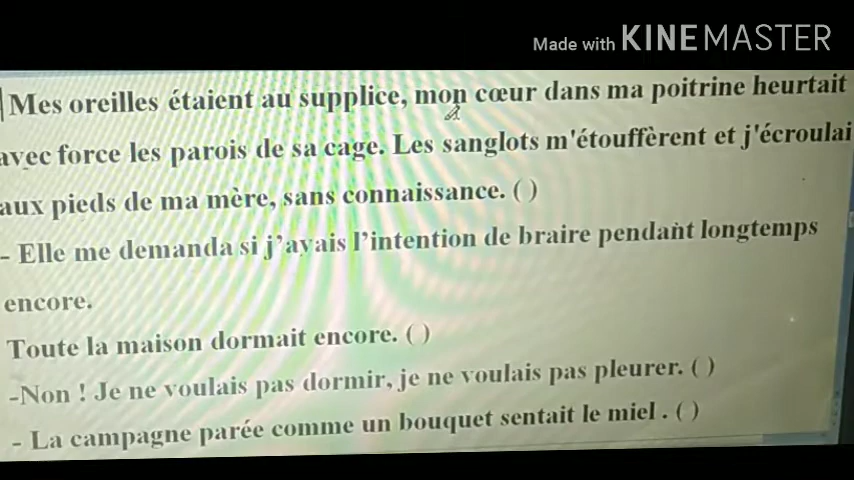 Made with KINEMASTER
Mes oreilles étaient au supplice, mon cœur dans ma poitrine heurtait
avec force les parois de sa cage. Les sanglots m'étouffèrent et j'écroulai
aux pieds de ma mère, sans connaissance. ( )
- Elle me demanda si j'avais l'intention de braire pendant longtemps
encore.
Toute la maison dormait encore. ( )
-Non ! Je ne voulais pas dormir, je ne voulais pas pleurer. ( )
- La campagne parée comme un bouquet sentait le miel . ( )